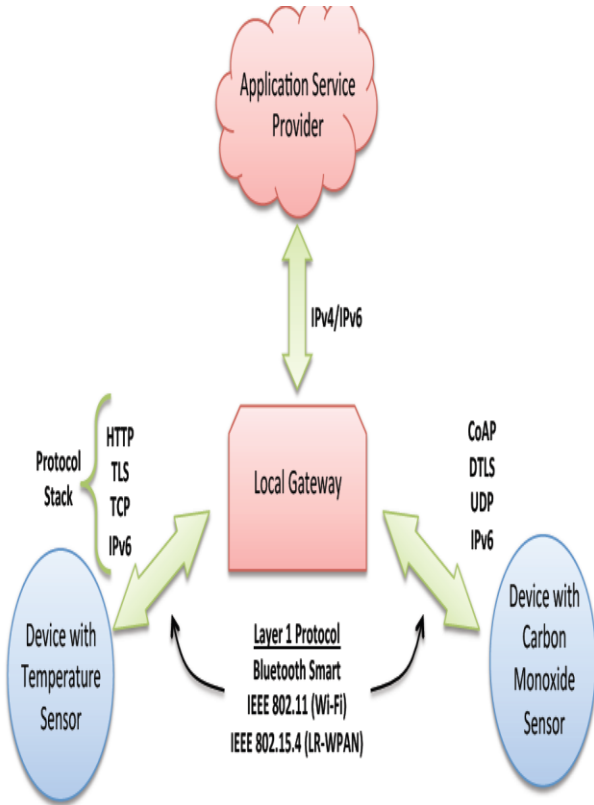 Application Service
Provider
IPv4/IPv6
Protocol
Stack
HTTP
TLS
TCP
IPv6
Local Gateway
CoAP
DTLS
UDP
IPv6
Device with
Temperature
Sensor
Layer 1 Protocol
Bluetooth Smart
IEEE 802.11 (Wi-Fi)
IEEE 802.15.4 (LR-WPAN)
Device with
Carbon
Monoxide
Sensor